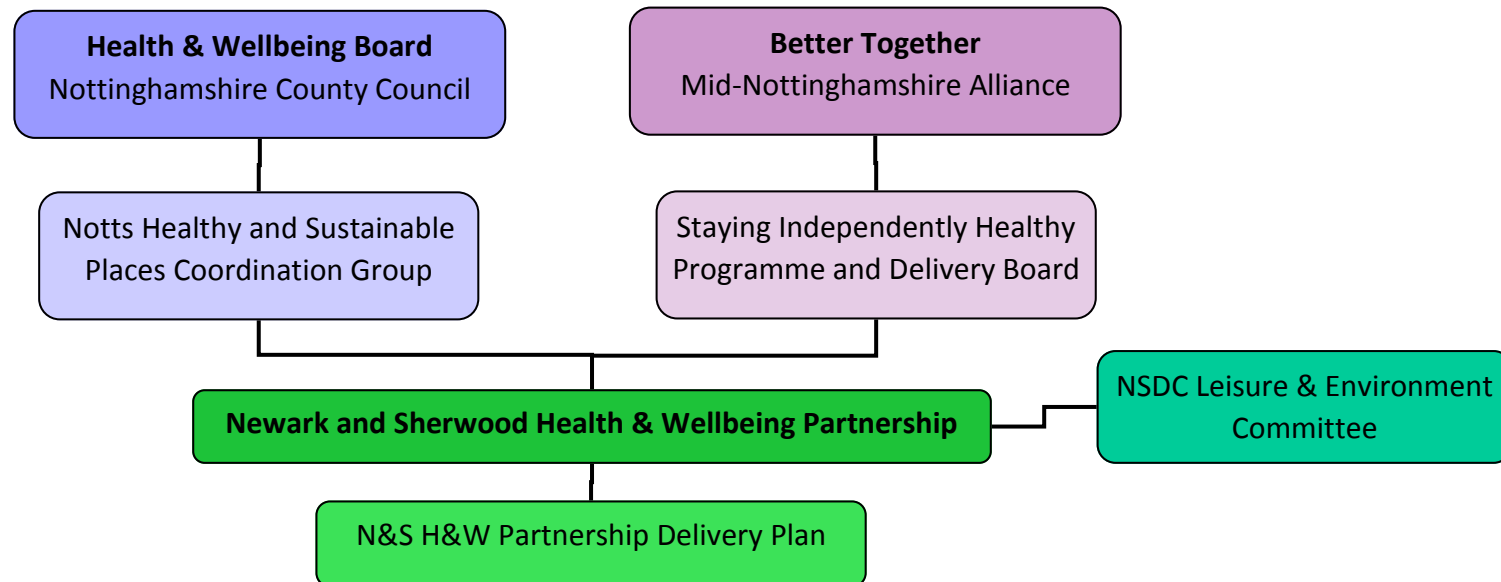 Health & Wellbeing Board
Nottinghamshire County Council
Better Together
Mid-Nottinghamshire Alliance
Notts Healthy and Sustainable
Places Coordination Group
Staying Independently Healthy
Programme and Delivery Board
Newark and Sherwood Health & Wellbeing Partnership
NSDC Leisure & Environment
Committee
N&S H&W Partnership Delivery Plan